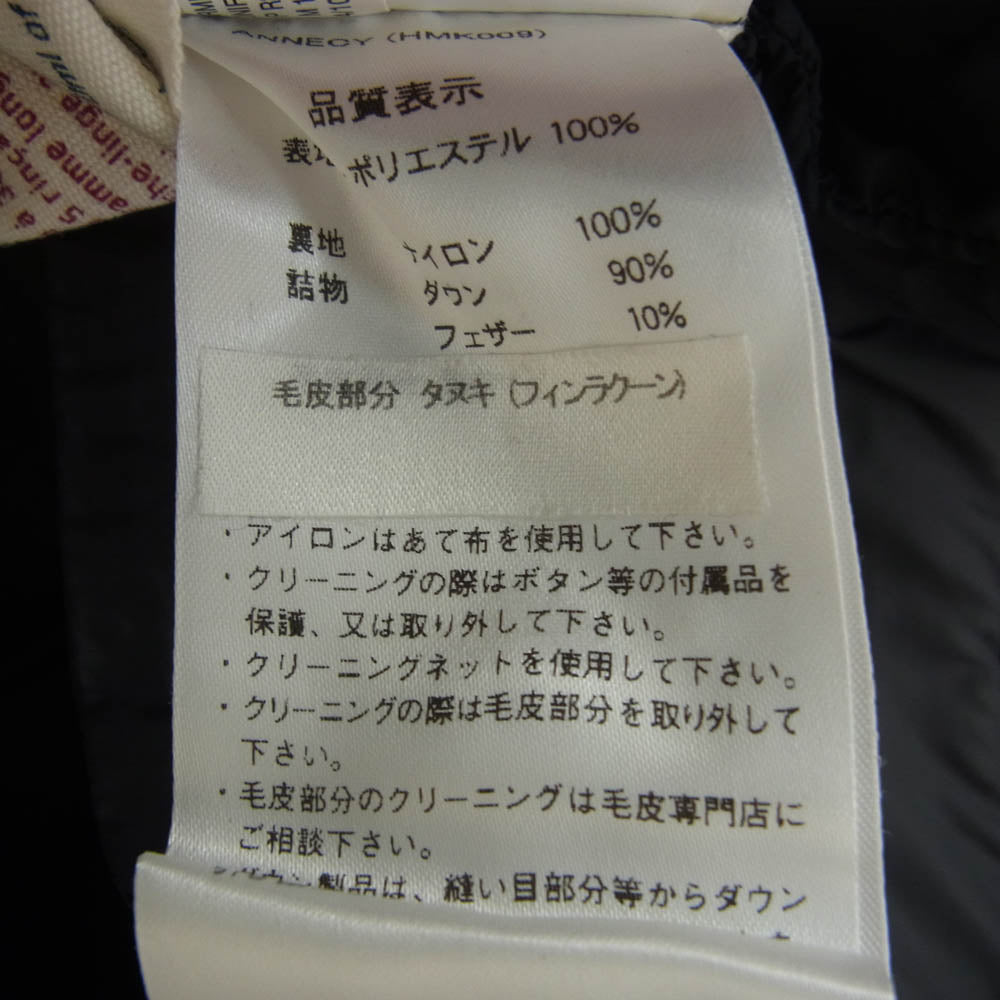 ANNECY (HMK009)
品質表示
表地 ポリエステル 100%
裏地 ナイロン 100%
詰物 ダウン 90%
フェザー 10%
毛皮部分 タヌキ (フィンラクーン)
・アイロンはあて布を使用して下さい。
・クリーニングの際はボタン等の付属品を
保護、又は取り外して下さい。
・クリーニングネットを使用して下さい。
・クリーニングの際は毛皮部分を取り外して
下さい。
・毛皮部分のクリーニングは毛皮専門店に
ご相談下さい。
ダウン製品は、縫い目部分等からダウン